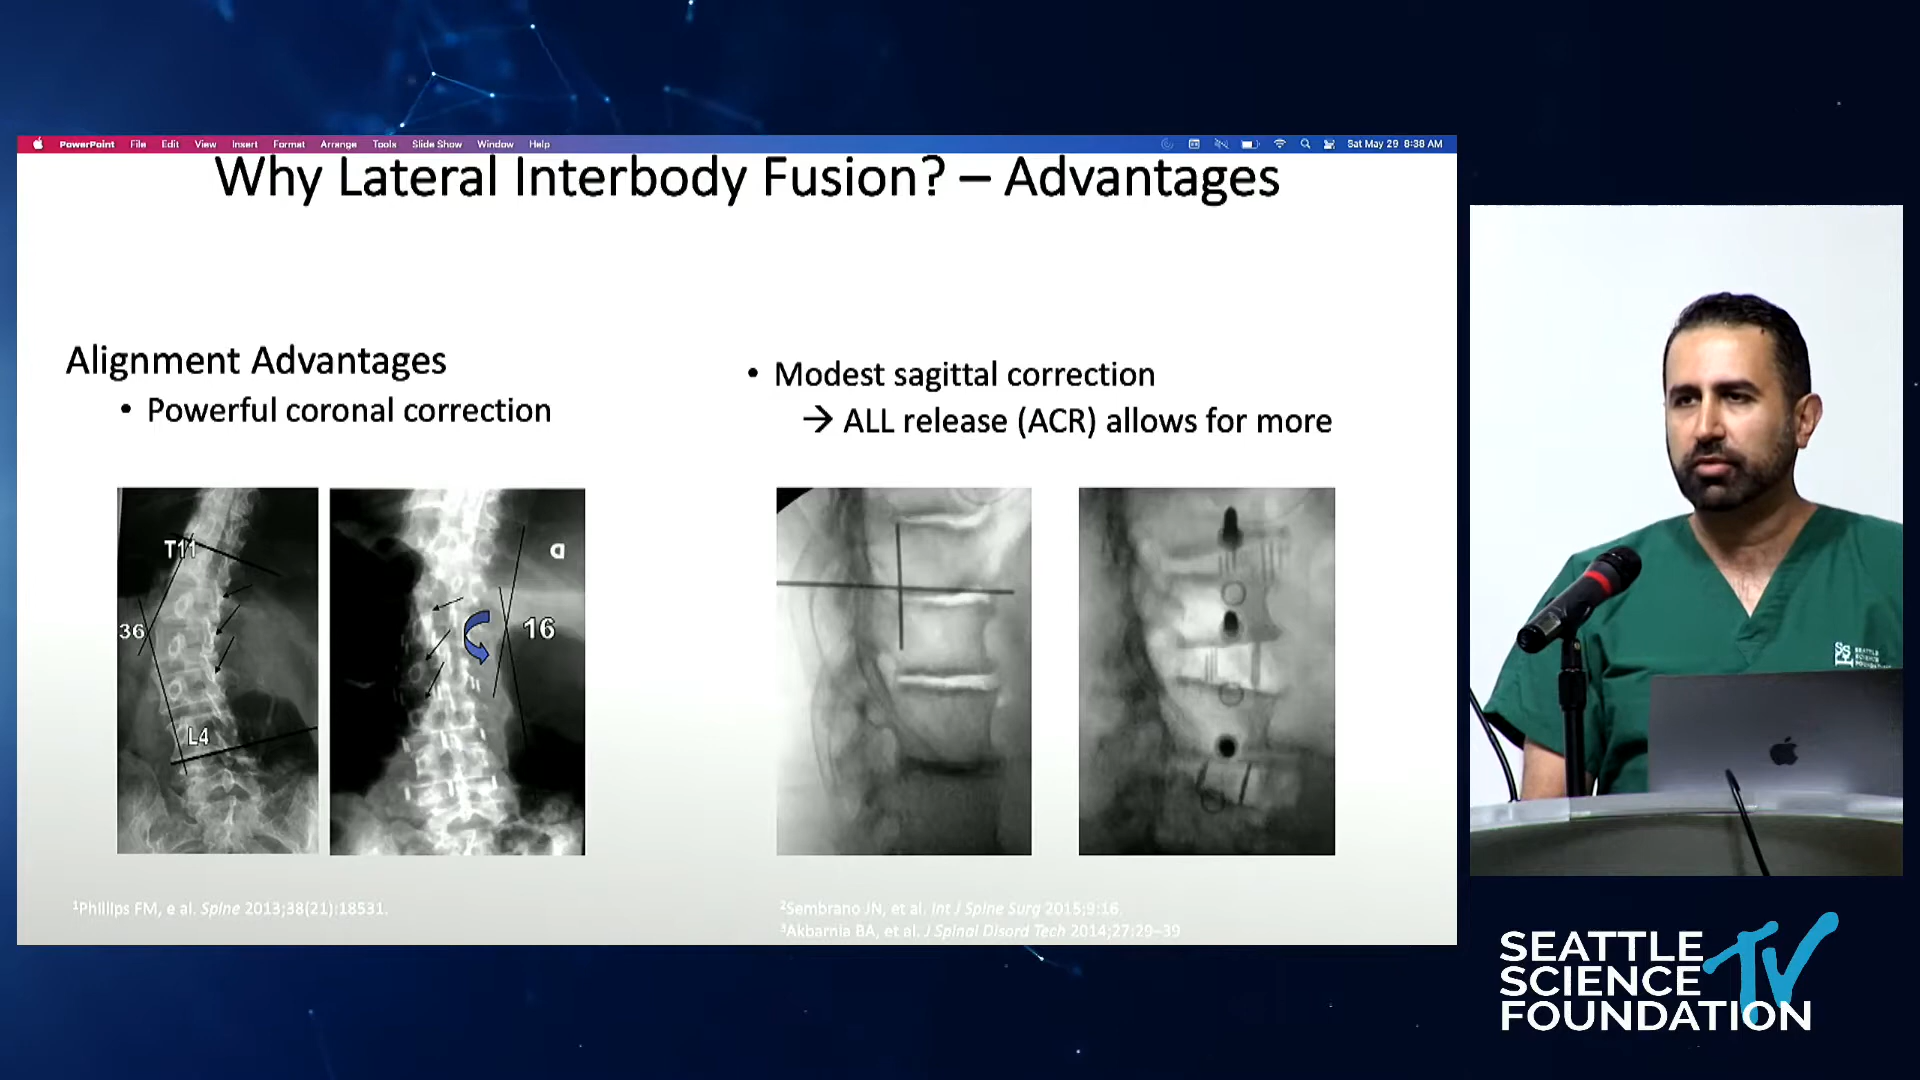 PowerPoint File Edit View Insert Format Arrange Tools Slide Show Window Help
Sat May 29 8:38 AM
Why Lateral Interbody Fusion? – Advantages
Alignment Advantages
• Powerful coronal correction
• Modest sagittal correction
→ ALL release (ACR) allows for more
T11
36
L4
a
16
¹Phillips FM, e al. Spine 2013;38(21):18531.
²Sembrano JN, et al. Int J Spine Surg 2015;9:16.
³Akbarnia BA, et al. J Spinal Disord Tech 2014;27:29–39
SEATTLE
SCIENCE
FOUNDATION
TV